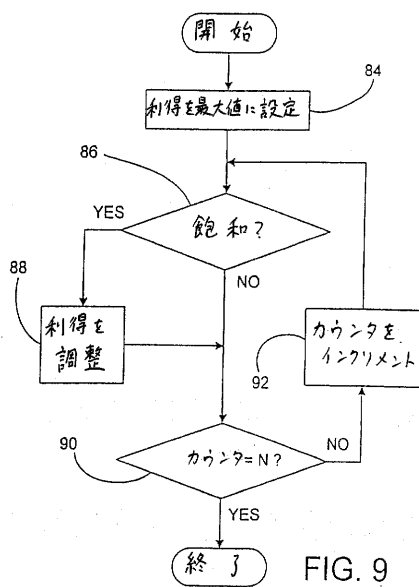 開始
利得を最大値に設定
84
86
YES
飽和?
NO
88
利得を
調整
カウンタを
インクリメント
92
90
カウンタ=N?
NO
YES
終了
FIG. 9